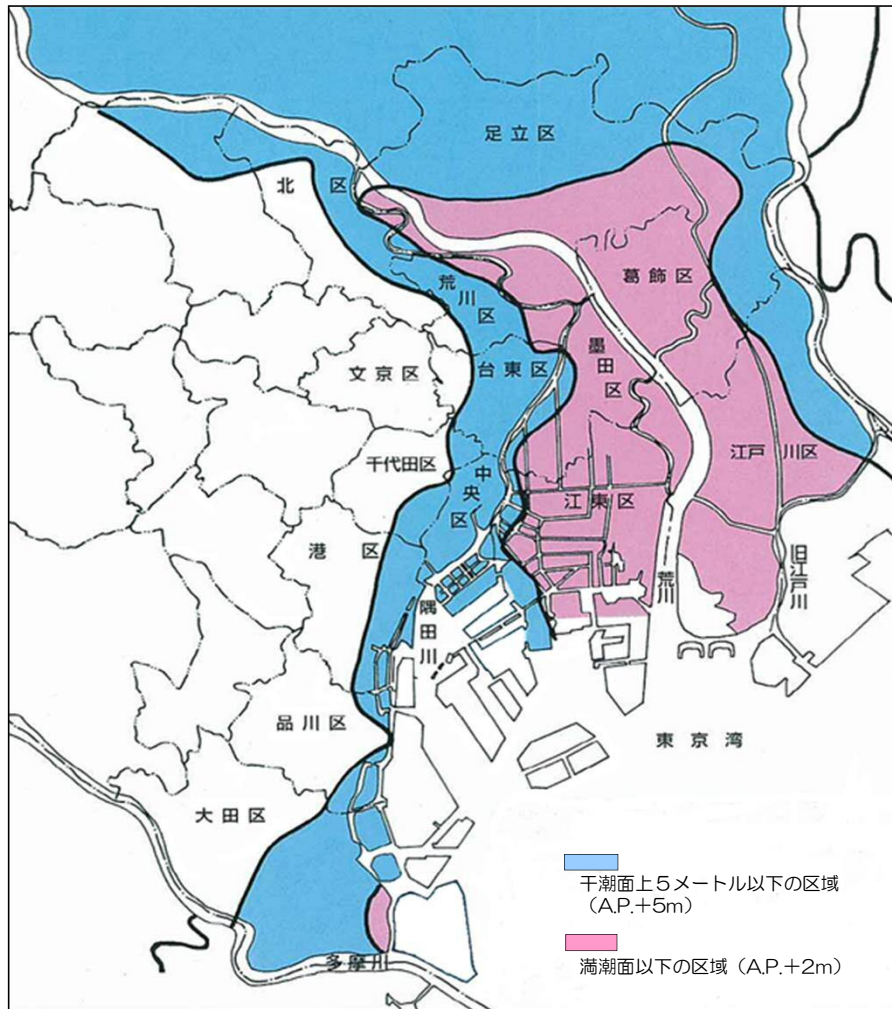 足立区
北区
葛飾区
荒川区
墨田区
台東区
文京区
江戸川区
千代田区
中央区
江東区
港区
旧江戸川
荒川
隅田川
品川区
東京湾
大田区
干潮面上5メートル以下の区域
(A.P.+5m)
満潮面以下の区域(A.P.+2m)
多摩川